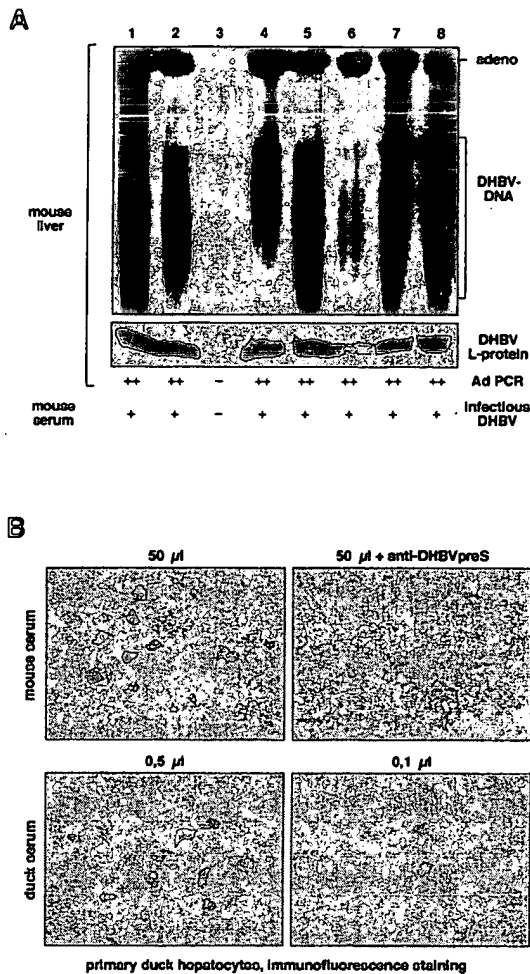 A
1 2 3 4 5 6 7 8
adeno
DHBV-
DNA
mouse
liver
DHBV
L-protein
++ ++ – ++ ++ ++ ++ ++ Ad PCR
mouse
serum
+ + – + + + + + infectious
DHBV
B
50 µl
50 µl + anti-DHBVpreS
mouse serum
0,5 µl
0,1 µl
duck serum
primary duck hepatocytes, immunofluorescence staining